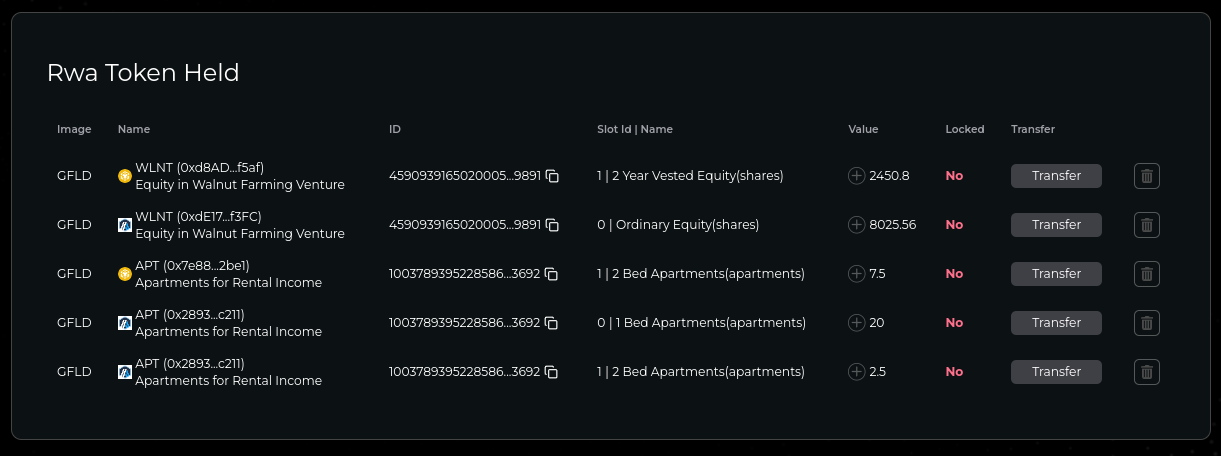 Rwa Token Held
Image Name ID Slot Id | Name Value Locked Transfer
GFLD WLNT (0xd8AD...f5af) 4590939165020005...9891 1 | 2 Year Vested Equity(shares) 2450.8 No Transfer
Equity in Walnut Farming Venture
GFLD WLNT (0xdE17...f3FC) 4590939165020005...9891 0 | Ordinary Equity(shares) 8025.56 No Transfer
Equity in Walnut Farming Venture
GFLD APT (0x7e88...2be1) 1003789395228586...3692 1 | 2 Bed Apartments(apartments) 7.5 No Transfer
Apartments for Rental Income
GFLD APT (0x2893...c211) 1003789395228586...3692 0 | 1 Bed Apartments(apartments) 20 No Transfer
Apartments for Rental Income
GFLD APT (0x2893...c211) 1003789395228586...3692 1 | 2 Bed Apartments(apartments) 2.5 No Transfer
Apartments for Rental Income